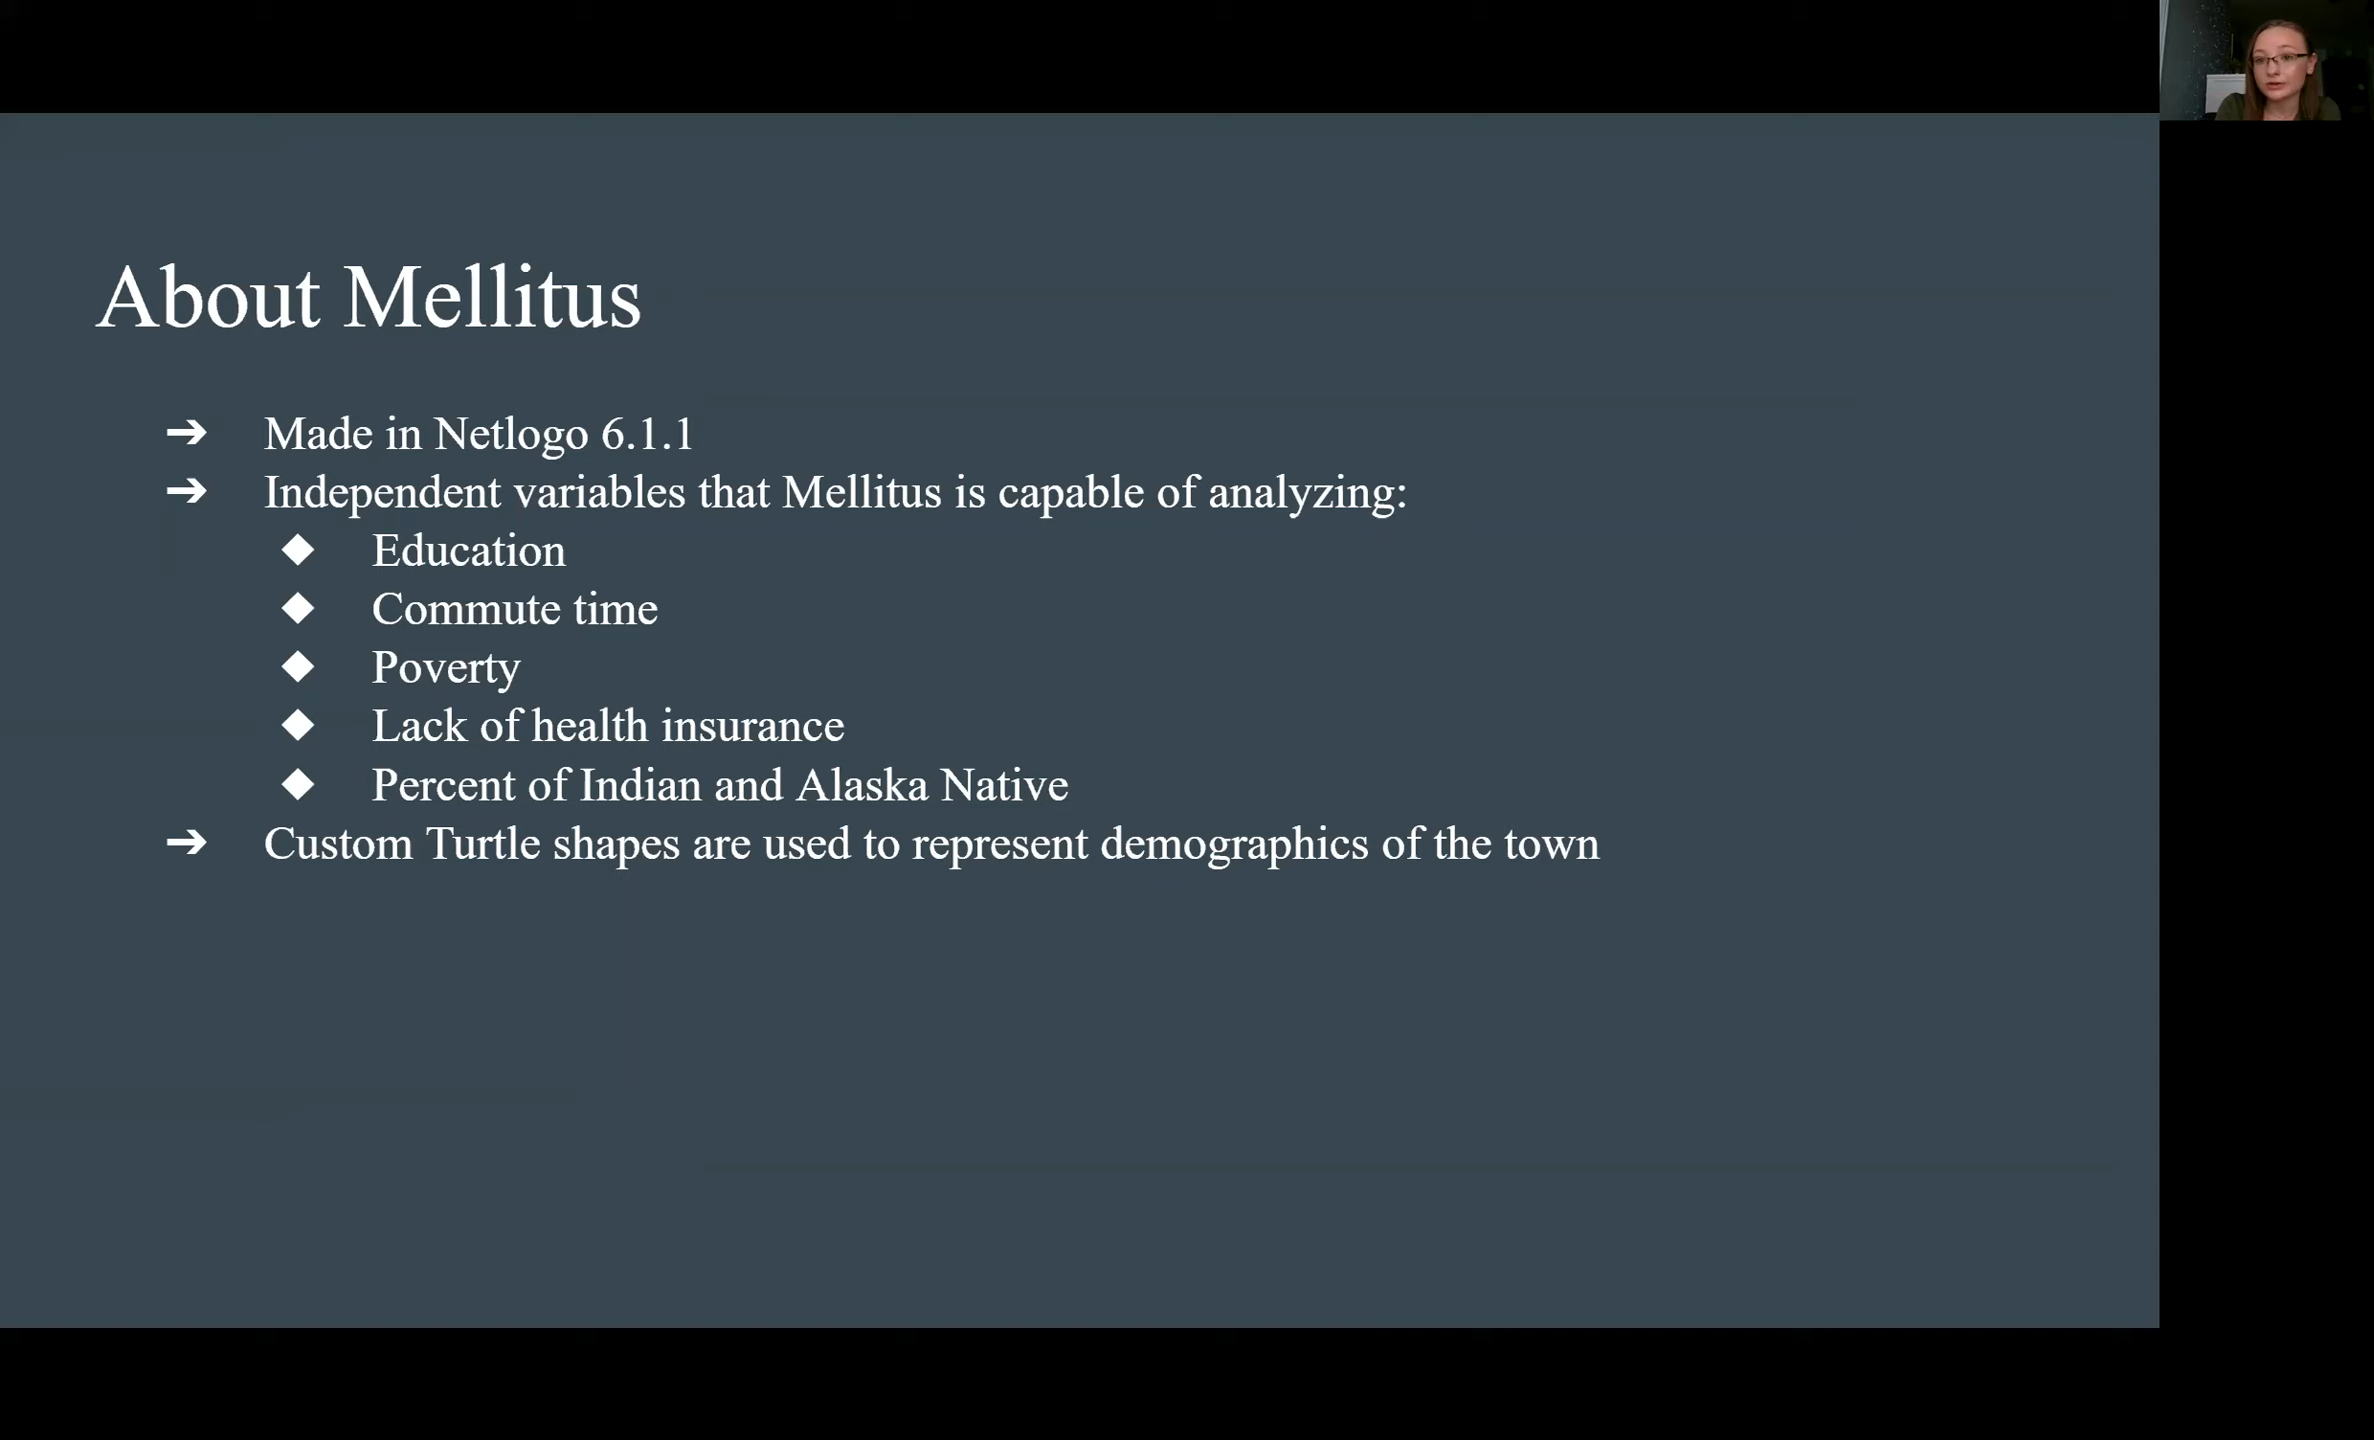 About Mellitus
➔ Made in Netlogo 6.1.1
➔ Independent variables that Mellitus is capable of analyzing:
◆ Education
◆ Commute time
◆ Poverty
◆ Lack of health insurance
◆ Percent of Indian and Alaska Native
➔ Custom Turtle shapes are used to represent demographics of the town